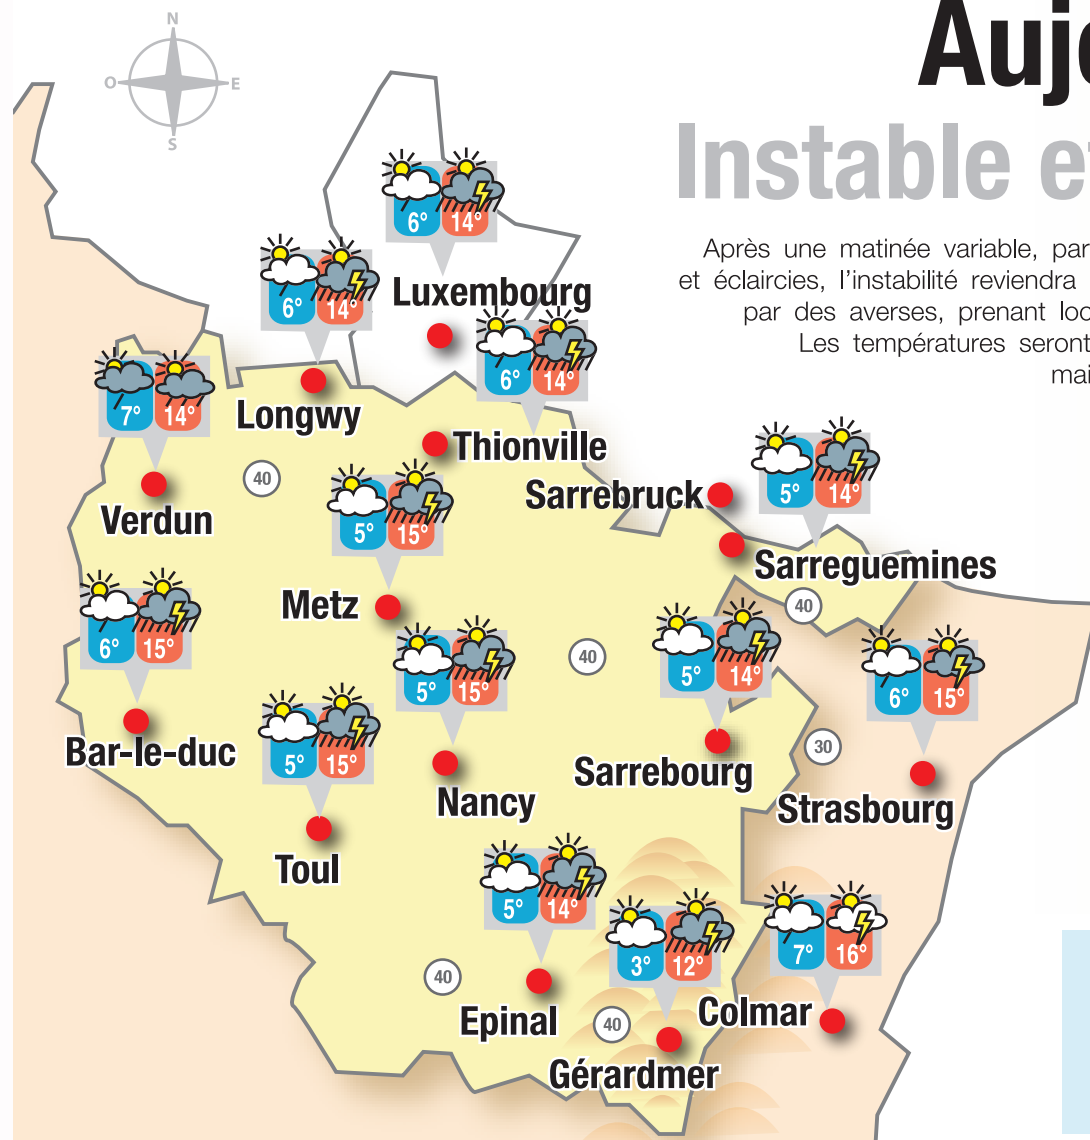 N
O E
S
Aujo
Instable et
Après une matinée variable, par
et éclaircies, l’instabilité reviendra
par des averses, prenant loc
Les températures seront
mai
6° 14°
Luxembourg
6° 14°
Longwy
6° 14°
Thionville
7° 14°
Verdun
40
5° 14°
Sarrebruck
Sarreguemines
5° 15°
Metz
40
6° 15°
Bar-le-duc
5° 15°
Nancy
40
5° 14°
Sarrebourg
6° 15°
Strasbourg
30
5° 15°
Toul
5° 14°
Epinal
40
3° 12°
Gérardmer
40
7° 16°
Colmar